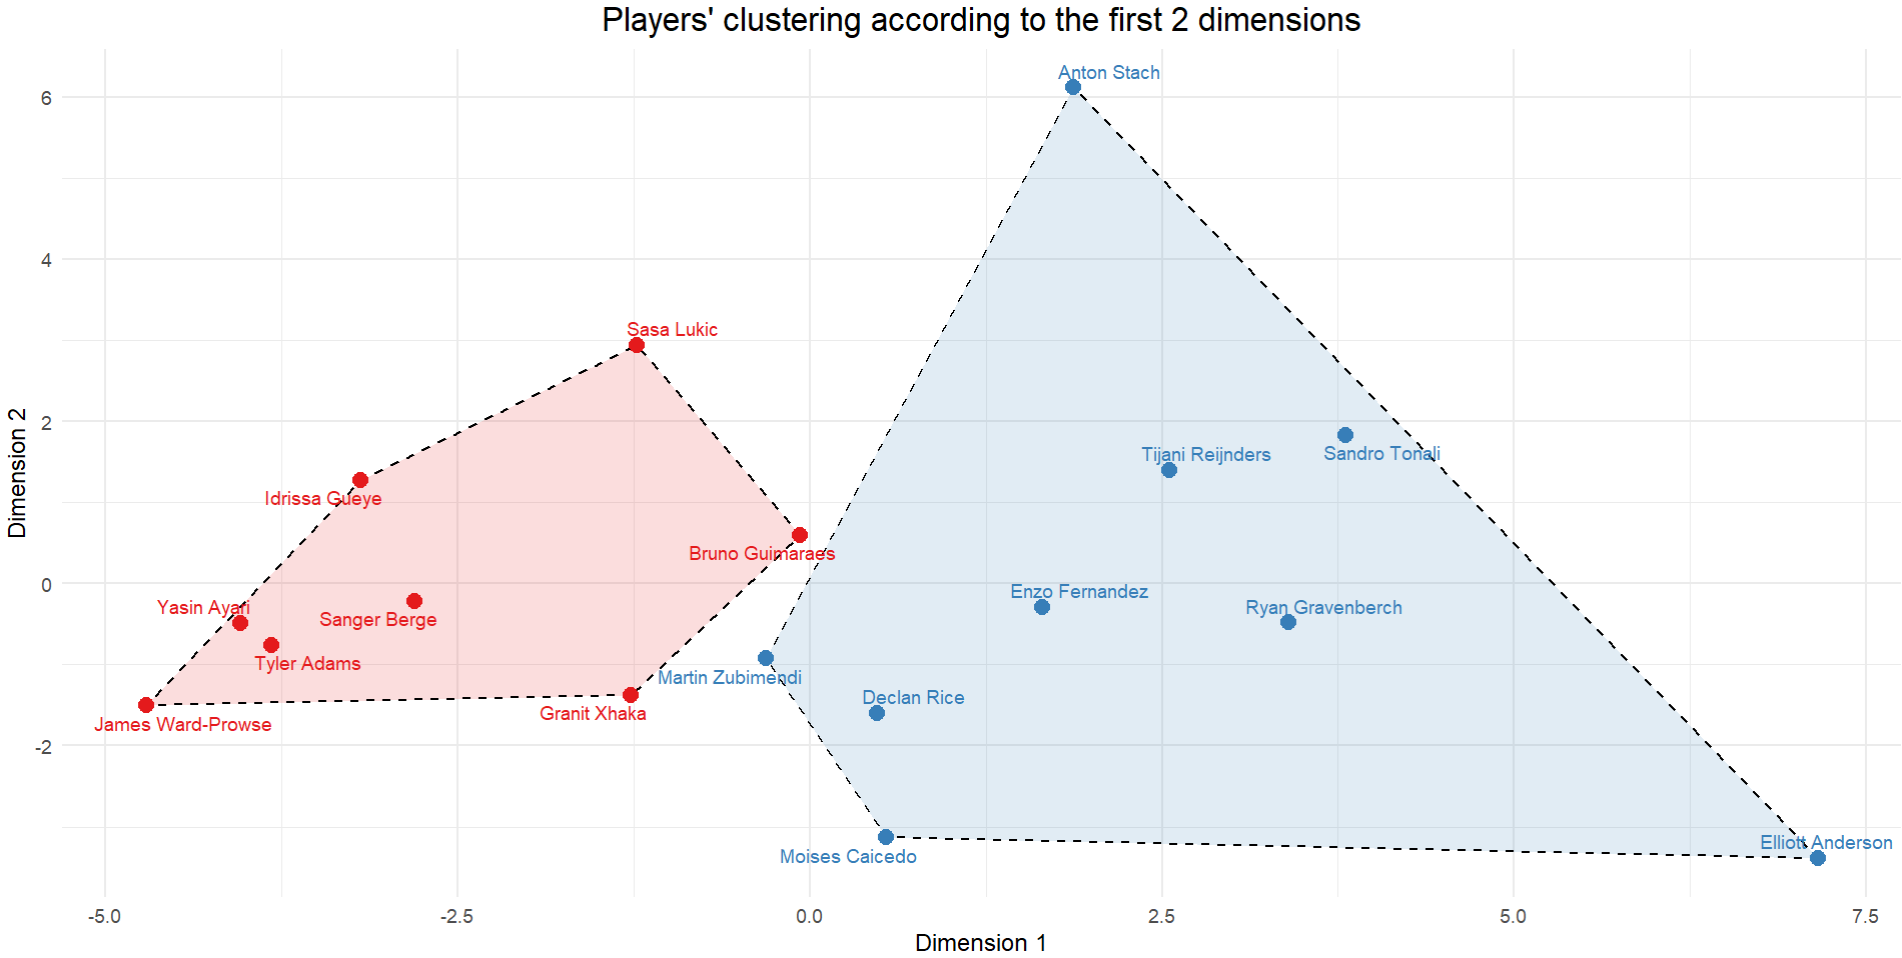 Players' clustering according to the first 2 dimensions
Anton Stach
6
4
Sasa Lukic
2
Tijani Reijnders
Sandro Tonali
Dimension 2
Idrissa Gueye
Bruno Guimaraes
0
Enzo Fernandez
Yasin Ayari
Ryan Gravenberch
Sanger Berge
Tyler Adams
Martin Zubimendi
Declan Rice
Granit Xhaka
James Ward-Prowse
-2
Elliott Anderson
Moises Caicedo
-5.0
-2.5
0.0
2.5
5.0
7.5
Dimension 1